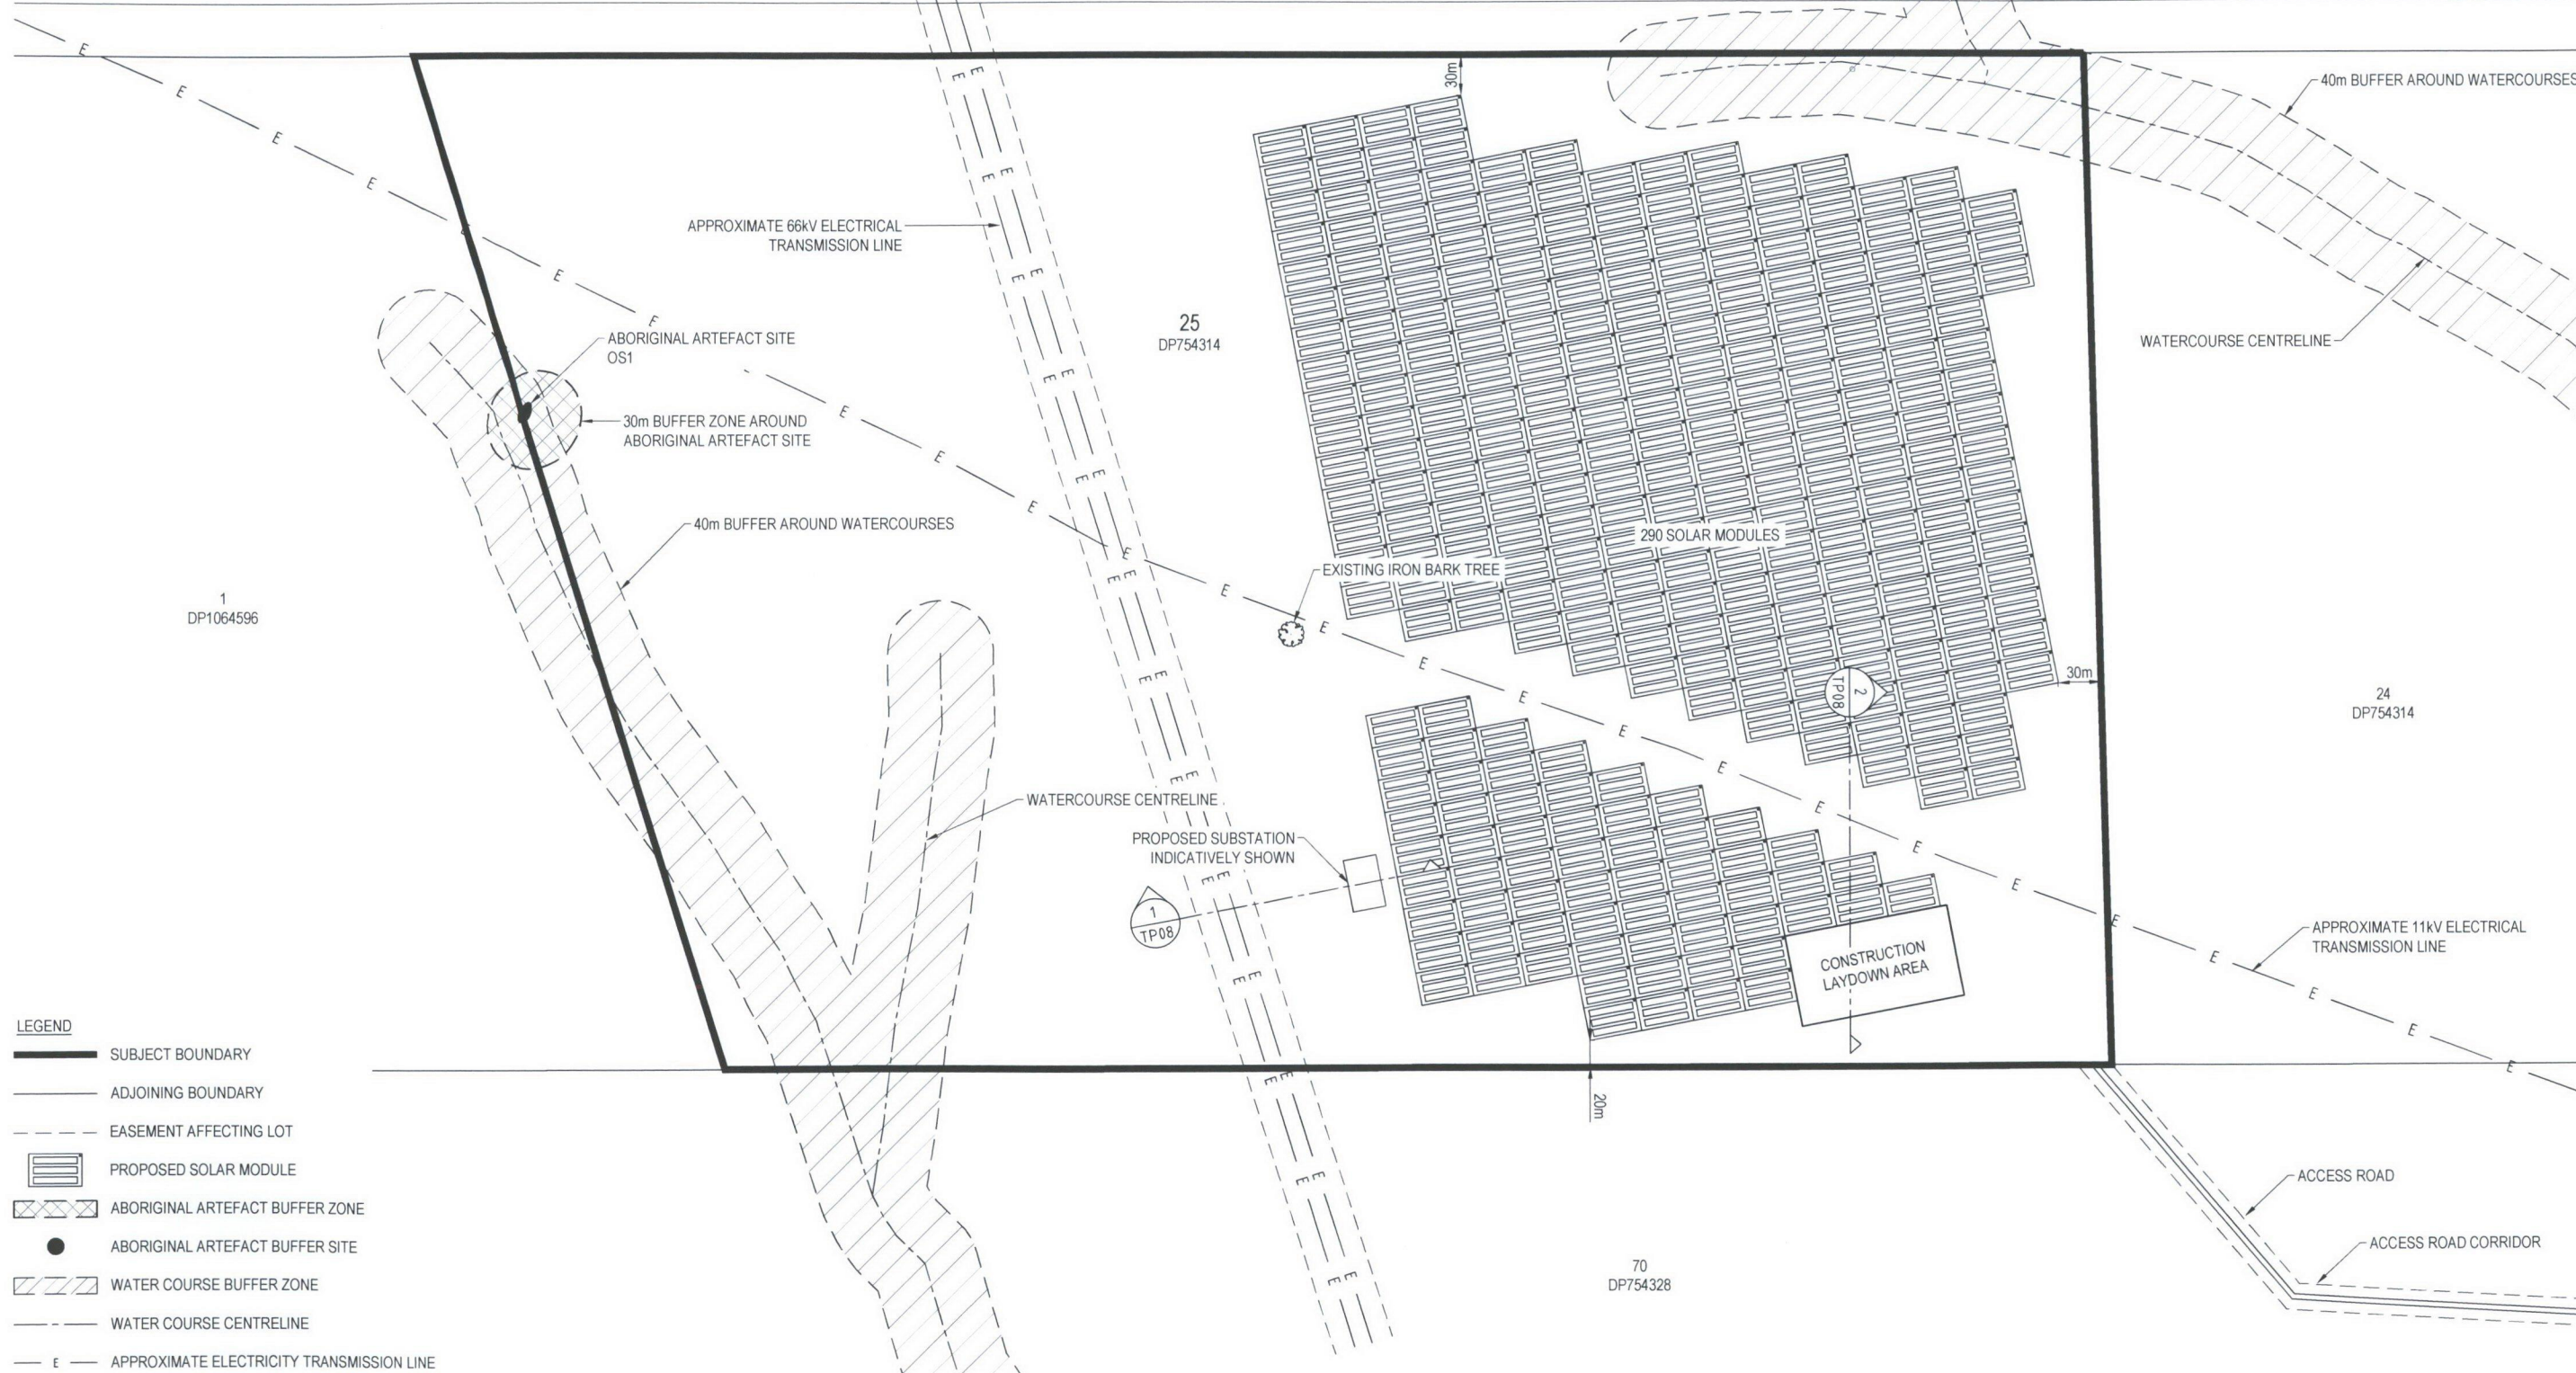 40m BUFFER AROUND WATERCOURSES
30m
APPROXIMATE 66kV ELECTRICAL
TRANSMISSION LINE
25
DP754314
ABORIGINAL ARTEFACT SITE
OS1
WATERCOURSE CENTRELINE
30m BUFFER ZONE AROUND
ABORIGINAL ARTEFACT SITE
40m BUFFER AROUND WATERCOURSES
290 SOLAR MODULES
EXISTING IRON BARK TREE
1
DP1064596
30m
2
TP08
24
DP754314
WATERCOURSE CENTRELINE
PROPOSED SUBSTATION
INDICATIVELY SHOWN
1
TP08
CONSTRUCTION
LAYDOWN AREA
APPROXIMATE 11kV ELECTRICAL
TRANSMISSION LINE
20m
ACCESS ROAD
ACCESS ROAD CORRIDOR
70
DP754328
LEGEND
SUBJECT BOUNDARY
ADJOINING BOUNDARY
EASEMENT AFFECTING LOT
PROPOSED SOLAR MODULE
ABORIGINAL ARTEFACT BUFFER ZONE
ABORIGINAL ARTEFACT BUFFER SITE
WATER COURSE BUFFER ZONE
WATER COURSE CENTRELINE
E
APPROXIMATE ELECTRICITY TRANSMISSION LINE